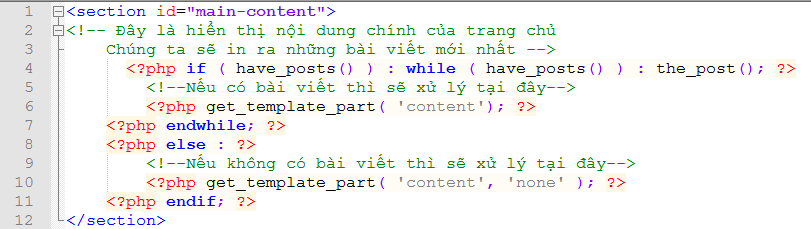 1 <section id="main-content">
2 <!-- Đây là hiển thị nội dung chính của trang chủ
3 Chúng ta sẽ in ra những bài viết mới nhất -->
4 <?php if ( have_posts() ) : while ( have_posts() ) : the_post(); ?>
5 <!--Nếu có bài viết thì sẽ xử lý tại đây-->
6 <?php get_template_part( 'content'); ?>
7 <?php endwhile; ?>
8 <?php else : ?>
9 <!--Nếu không có bài viết thì sẽ xử lý tại đây-->
10 <?php get_template_part( 'content', 'none' ); ?>
11 <?php endif; ?>
12 </section>